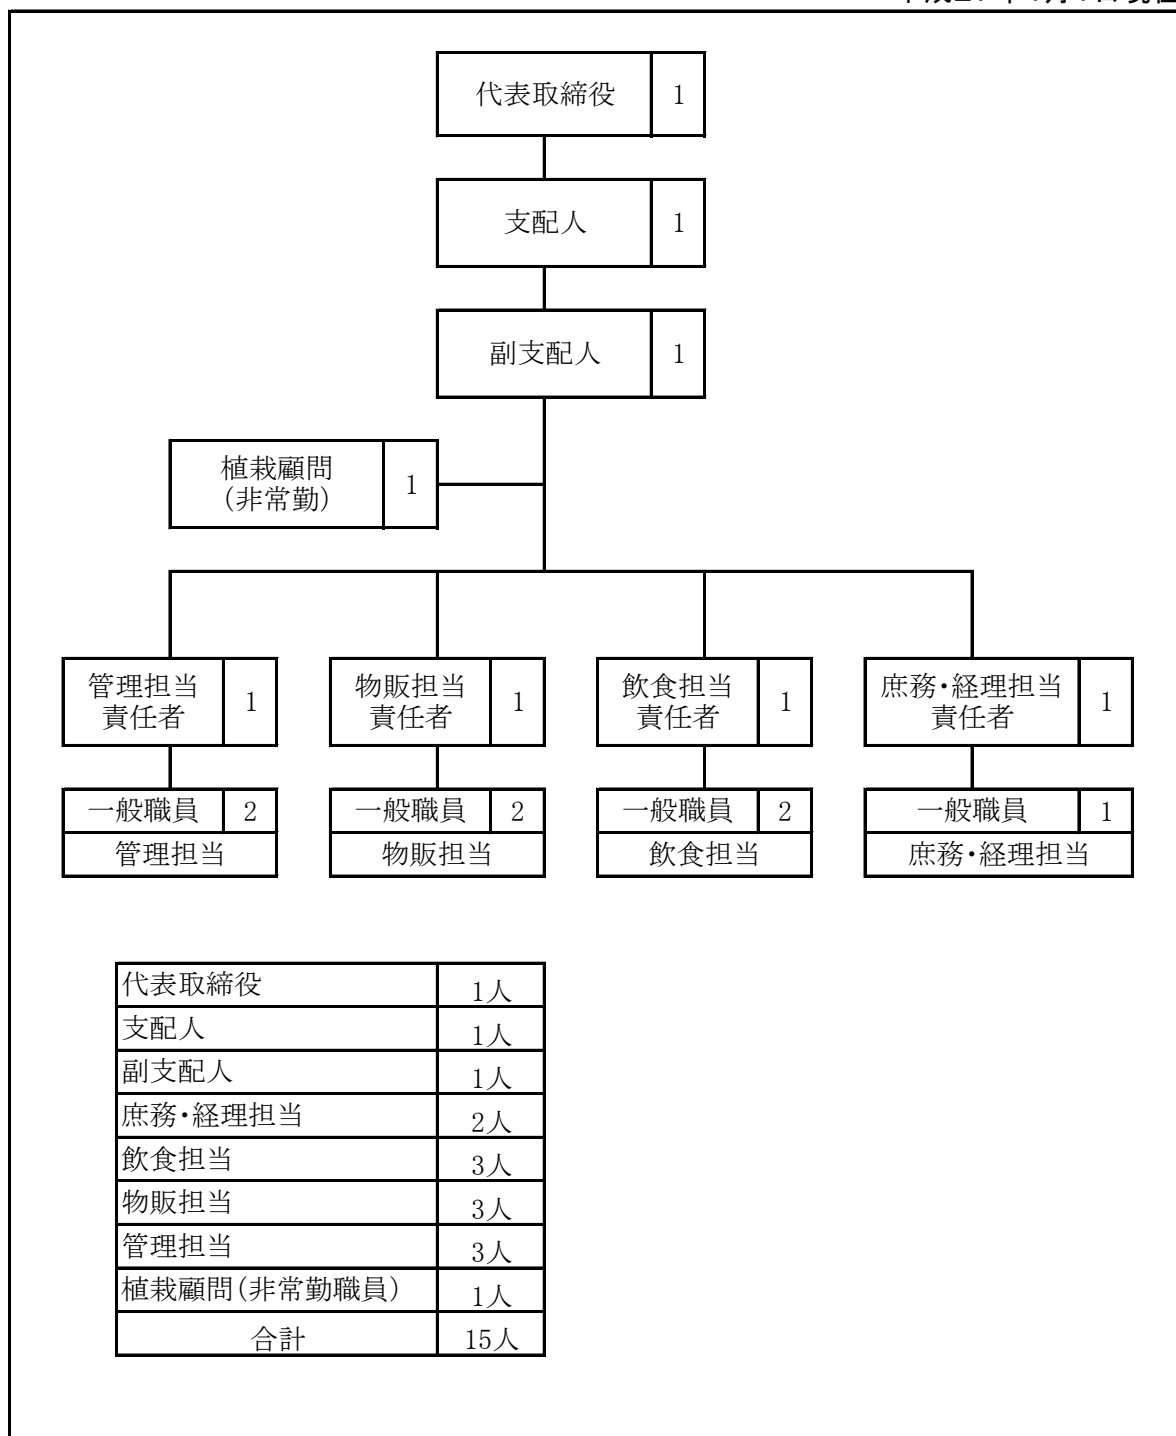 代表取締役 1
支配人 1
副支配人 1
植栽顧問
(非常勤) 1
管理担当
責任者 1
物販担当
責任者 1
飲食担当
責任者 1
庶務・経理担当
責任者 1
一般職員 2
管理担当
一般職員 2
物販担当
一般職員 2
飲食担当
一般職員 1
庶務・経理担当
代表取締役 1人
支配人 1人
副支配人 1人
庶務・経理担当 2人
飲食担当 3人
物販担当 3人
管理担当 3人
植栽顧問(非常勤職員) 1人
合計 15人